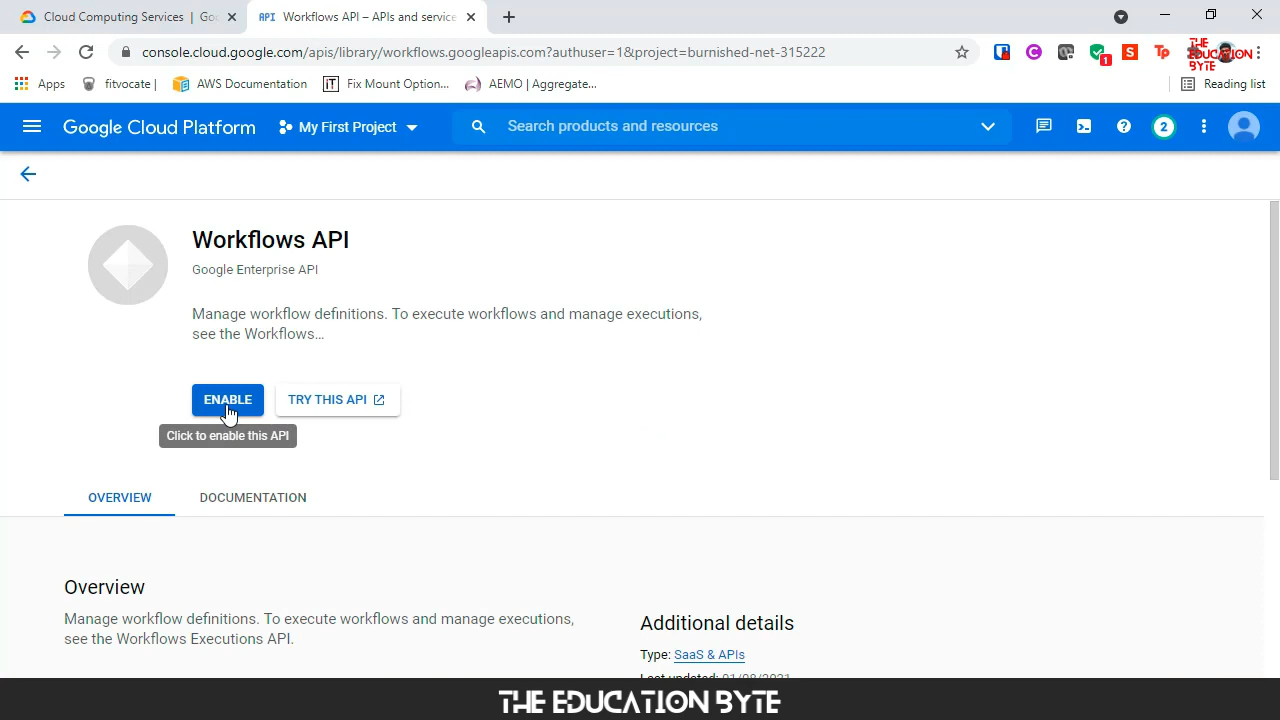 Cloud Computing Services | Goo
API Workflows API – APIs and service
console.cloud.google.com/apis/library/workflows.googleapis.com?authuser=1&project=burnished-net-315222
C
1
S
Tp
THE
EDUCATION
BYTE
Apps
fitvocate |
AWS Documentation
iT Fix Mount Option...
AEMO | Aggregate...
Reading list
Google Cloud Platform
My First Project
Search products and resources
2
Workflows API
Google Enterprise API
Manage workflow definitions. To execute workflows and manage executions,
see the Workflows...
ENABLE
TRY THIS API
Click to enable this API
OVERVIEW
DOCUMENTATION
Overview
Manage workflow definitions. To execute workflows and manage executions,
see the Workflows Executions API.
Additional details
Type: SaaS & APIs
Last updated:
THE EDUCATION BYTE